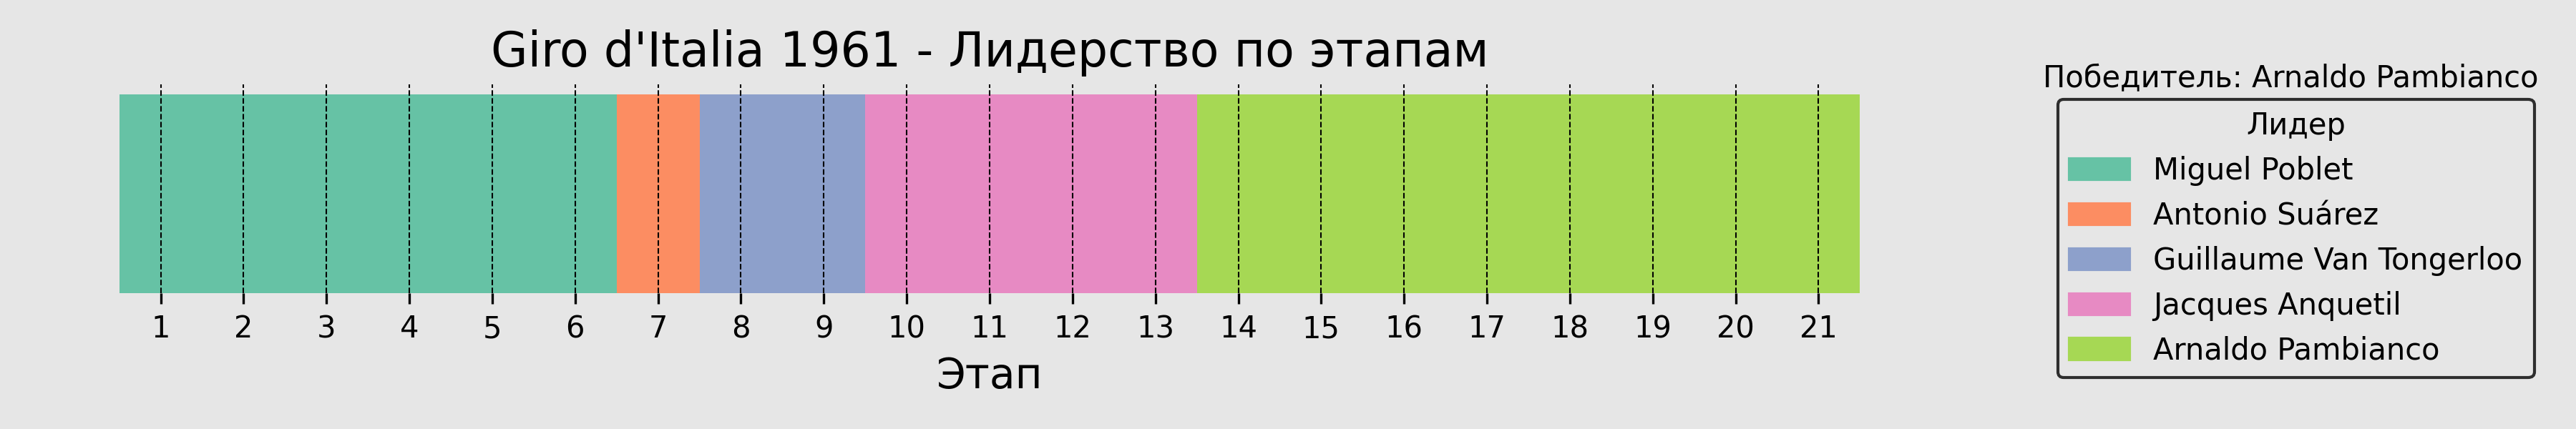 Giro d'Italia 1961 - Лидерство по этапам
1 2 3 4 5 6 7 8 9 10 11 12 13 14 15 16 17 18 19 20 21
Этап
Победитель: Arnaldo Pambianco
Лидер
Miguel Poblet
Antonio Suárez
Guillaume Van Tongerloo
Jacques Anquetil
Arnaldo Pambianco